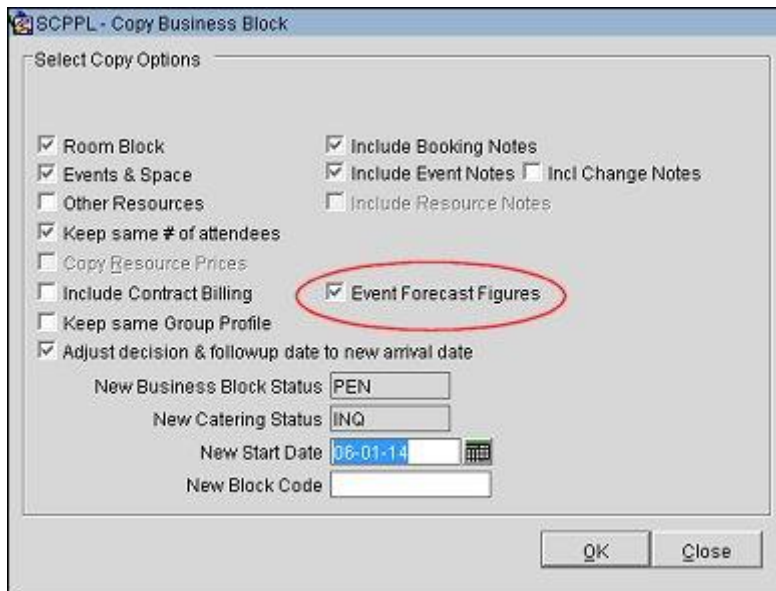 SCPPL - Copy Business Block
Select Copy Options
Room Block
Include Booking Notes
Events & Space
Include Event Notes
Incl Change Notes
Other Resources
Include Resource Notes
Keep same # of attendees
Copy Resource Prices
Include Contract Billing
Event Forecast Figures
Keep same Group Profile
Adjust decision & followup date to new arrival date
New Business Block Status PEN
New Catering Status INQ
New Start Date 06-01-14
New Block Code
OK
Close